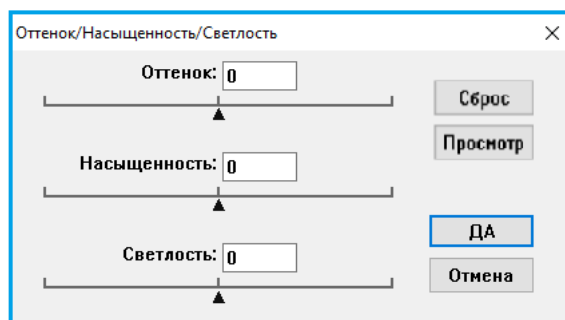 Оттенок/Насыщенность/Светлость
Оттенок: 0
Сброс
Просмотр
Насыщенность: 0
ДА
Светлость: 0
Отмена